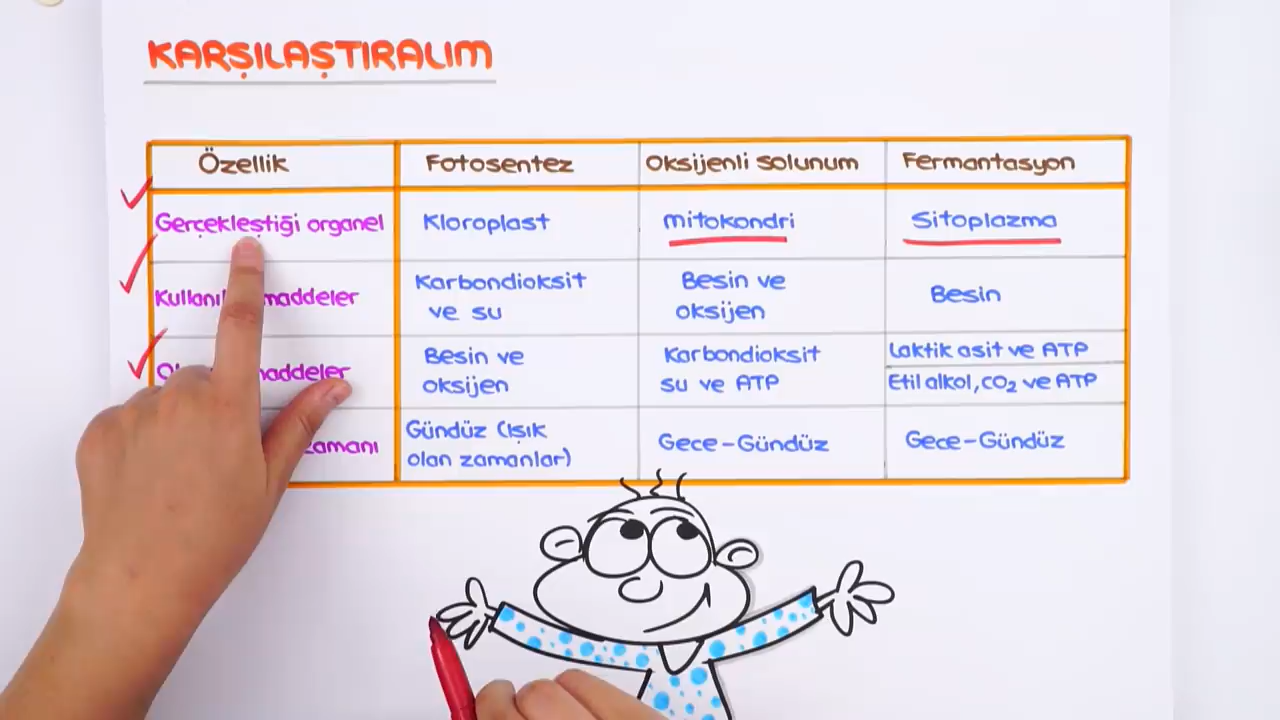 KARŞILAŞTIRALIM
Özellik
Fotosentez
Oksijenli Solunum
Fermantasyon
Gerçekleştiği organel
Kloroplast
Mitokondri
Sitoplazma
maddeler
Karbondioksit
ve su
Besin ve
oksijen
Besin
maddeler
Besin ve
oksijen
Karbondioksit
su ve ATP
Laktik asit ve ATP
Etil alkol, CO₂ ve ATP
zamanı
Gündüz (Işık
olan zamanlar)
Gece-Gündüz
Gece-Gündüz